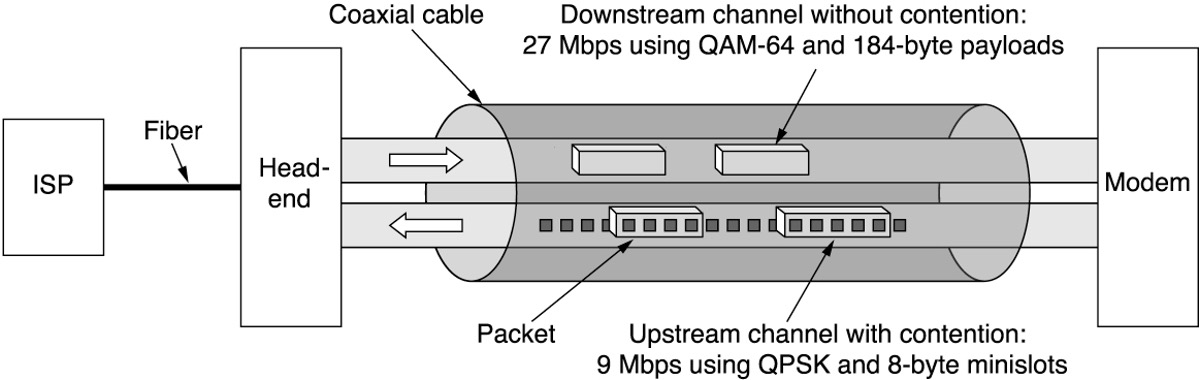 Coaxial cable
Downstream channel without contention:
27 Mbps using QAM-64 and 184-byte payloads
Fiber
ISP
Head-
end
Modem
Packet
Upstream channel with contention:
9 Mbps using QPSK and 8-byte minislots